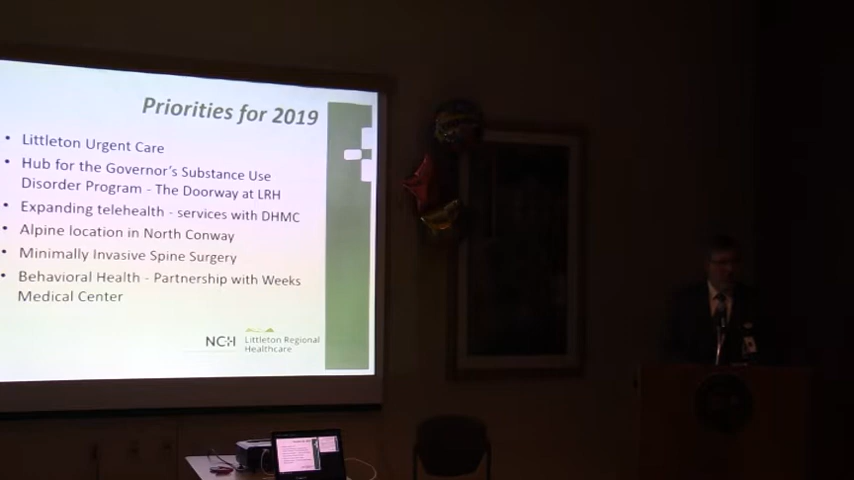 Priorities for 2019
• Littleton Urgent Care
• Hub for the Governor's Substance Use
Disorder Program - The Doorway at LRH
• Expanding telehealth - services with DHMC
• Alpine location in North Conway
• Minimally Invasive Spine Surgery
• Behavioral Health - Partnership with Weeks
Medical Center
NCH Littleton Regional
Healthcare